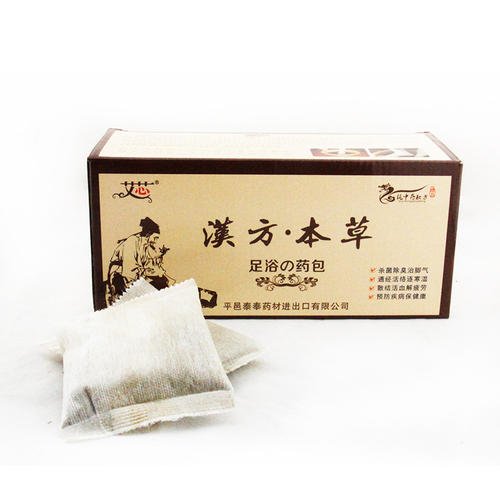 艾芯®
漢方·本草
足浴の药包
杀菌除臭治脚气
通经活络逐寒湿
散结活血解疲劳
预防疾病保健康
平邑泰泰药材进出口有限公司